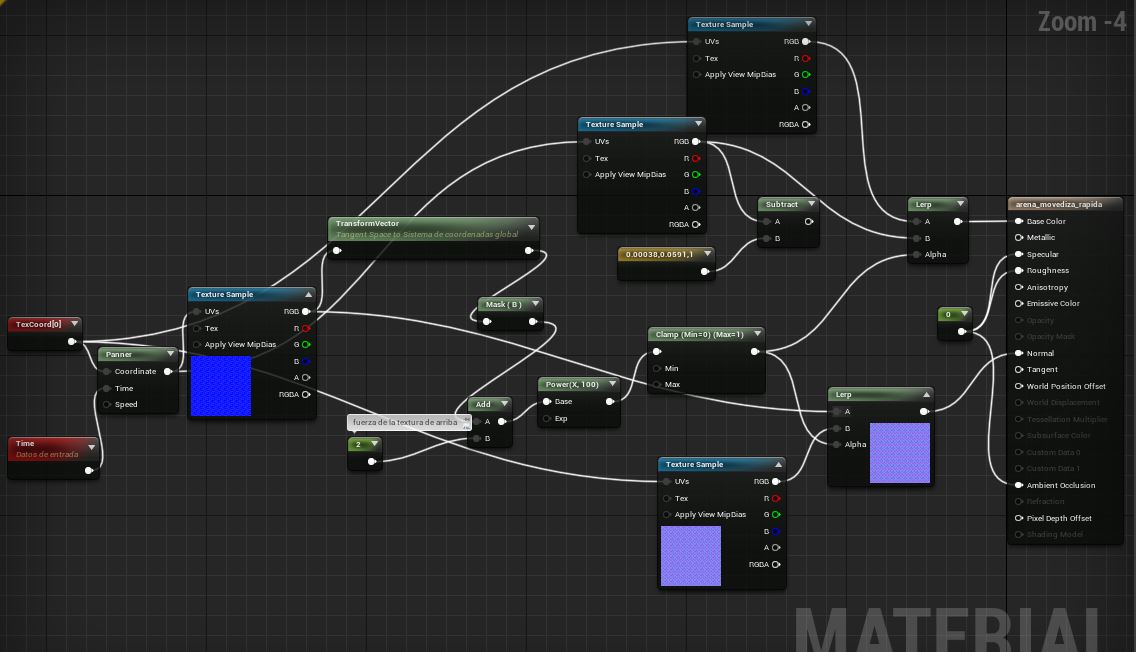 Zoom -4
Texture Sample
UVs RGB
Tex R
Apply View MipBias G
B
A
RGBA
Texture Sample
UVs RGB
Tex R
Apply View MipBias G
B
A
RGBA
Subtract
A
B
0.00038,0.0591,1
Lerp
A
B
Alpha
TransformVector
Tangent Space to Sistema de coordenadas global
Mask ( B )
Texture Sample
UVs RGB
Tex R
Apply View MipBias G
B
A
RGBA
TexCoord[0]
Panner
Coordinate
Time
Speed
Time
Datos de entrada
fuerza de la textura de arriba
2
Add
A
B
Power(X, 100)
Base
Exp
Clamp (Min=0) (Max=1)
Min
Max
Texture Sample
UVs RGB
Tex R
Apply View MipBias G
B
A
RGBA
Lerp
A
B
Alpha
0
arena_movediza_rapida
Base Color
Metallic
Specular
Roughness
Anisotropy
Emissive Color
Opacity
Opacity Mask
Normal
Tangent
World Position Offset
World Displacement
Tessellation Multiplier
Subsurface Color
Custom Data 0
Custom Data 1
Ambient Occlusion
Refraction
Pixel Depth Offset
Shading Model
MATERIAL